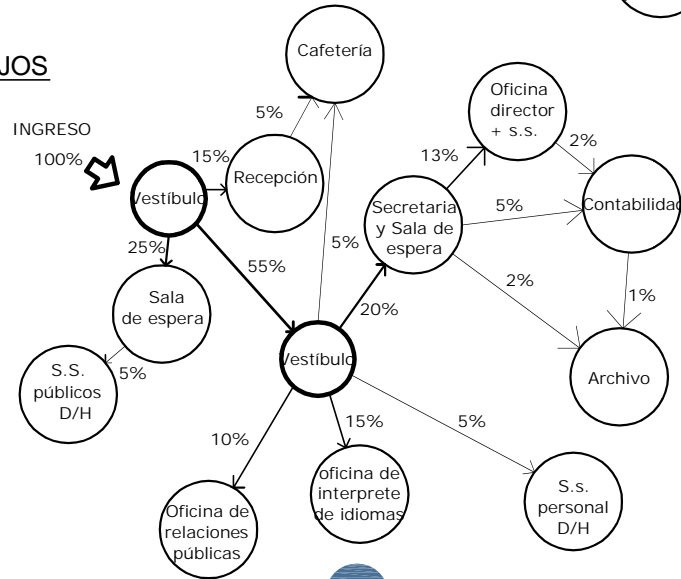 JOS
INGRESO
100%
Vestíbulo
15%
Recepción
5%
Cafetería
25%
Sala
de espera
5%
S.S.
públicos
D/H
55%
Vestíbulo
5%
20%
Secretaria
y Sala de
espera
13%
Oficina
director
+ s.s.
2%
5%
Contabilidad
2%
1%
Archivo
10%
Oficina de
relaciones
públicas
15%
oficina de
interprete
de idiomas
5%
S.s.
personal
D/H